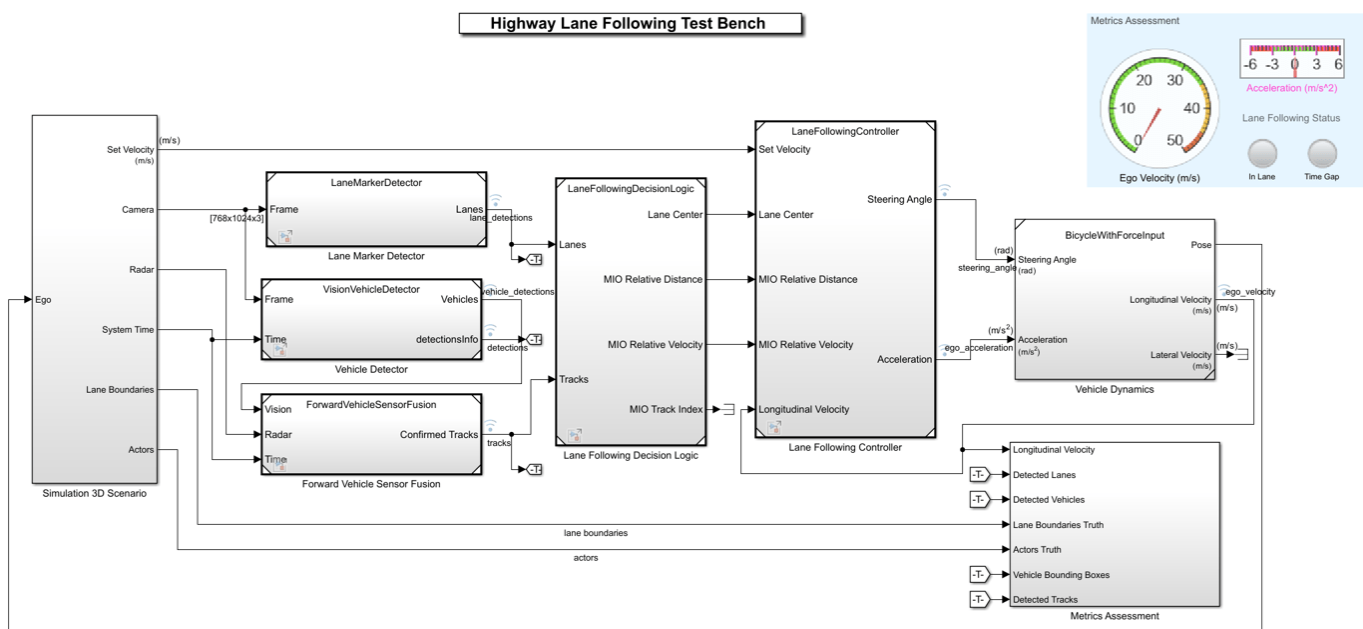 Highway Lane Following Test Bench
Metrics Assessment
10
20
30
40
0
50
Ego Velocity (m/s)
-6 -3 0 3 6
Acceleration (m/s^2)
Lane Following Status
In Lane
Time Gap
Ego
Set Velocity
(m/s)
Camera
Radar
System Time
Lane Boundaries
Actors
Simulation 3D Scenario
(m/s)
[768x1024x3]
LaneMarkerDetector
Frame
Lanes
Lane Marker Detector
lane_detections
-T-
VisionVehicleDetector
Frame
Time
Vehicles
detectionsInfo
Vehicle Detector
vehicle_detections
detections
-T-
ForwardVehicleSensorFusion
Vision
Radar
Time
Confirmed Tracks
Forward Vehicle Sensor Fusion
tracks
-T-
LaneFollowingDecisionLogic
Lanes
Tracks
Lane Center
MIO Relative Distance
MIO Relative Velocity
MIO Track Index
Lane Following Decision Logic
LaneFollowingController
Set Velocity
Lane Center
MIO Relative Distance
MIO Relative Velocity
Longitudinal Velocity
Steering Angle
Acceleration
Lane Following Controller
(rad)
steering_angle
(m/s²)
ego_acceleration
BicycleWithForceInput
Steering Angle
(rad)
Acceleration
(m/s²)
Pose
Longitudinal Velocity
(m/s)
Lateral Velocity
(m/s)
Vehicle Dynamics
ego_velocity
(m/s)
(m/s)
lane boundaries
actors
-T-
-T-
-T-
-T-
Longitudinal Velocity
Detected Lanes
Detected Vehicles
Lane Boundaries Truth
Actors Truth
Vehicle Bounding Boxes
Detected Tracks
Metrics Assessment